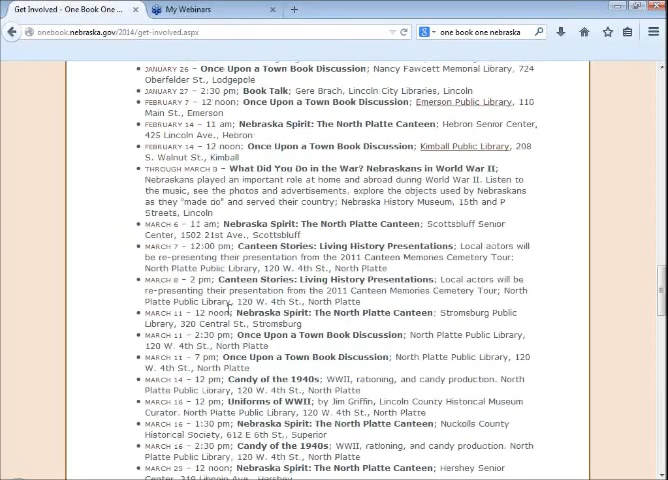 Get Involved - One Book One ...
My Webinars
onebook.nebraska.gov/2014/get-involved.aspx
one book one nebraska
JANUARY 26 – Once Upon a Town Book Discussion; Nancy Fawcett Memorial Library, 724
Oberfelder St., Lodgepole
JANUARY 27 – 2:30 pm; Book Talk; Gere Brach, Lincoln City Libraries, Lincoln
FEBRUARY 7 – 12 noon; Once Upon a Town Book Discussion; Emerson Public Library, 110
Main St., Emerson
FEBRUARY 14 – 11 am; Nebraska Spirit: The North Platte Canteen; Hebron Senior Center,
425 Lincoln Ave., Hebron
FEBRUARY 14 – 12 noon; Once Upon a Town Book Discussion; Kimball Public Library, 208
S. Walnut St., Kimball
THROUGH MARCH 9 – What Did You Do in the War? Nebraskans in World War II;
Nebraskans played an important role at home and abroad during World War II. Listen to
the music, see the photos and advertisements, explore the objects used by Nebraskans
as they "made do" and served their country; Nebraska History Museum, 15th and P
Streets, Lincoln
MARCH 6 – 11 am; Nebraska Spirit: The North Platte Canteen; Scottsbluff Senior
Center, 1502 21st Ave., Scottsbluff
MARCH 7 – 12:00 pm; Canteen Stories: Living History Presentations; Local actors will
be re-presenting their presentation from the 2011 Canteen Memories Cemetery Tour;
North Platte Public Library, 120 W. 4th St., North Platte
MARCH 8 – 2 pm; Canteen Stories: Living History Presentations; Local actors will be
re-presenting their presentation from the 2011 Canteen Memories Cemetery Tour; North
Platte Public Library, 120 W. 4th St., North Platte
MARCH 11 – 12 noon; Nebraska Spirit: The North Platte Canteen; Stromsburg Public
Library, 320 Central St., Stromsburg
MARCH 11 – 2:30 pm; Once Upon a Town Book Discussion; North Platte Public Library,
120 W. 4th St., North Platte
MARCH 11 – 7 pm; Once Upon a Town Book Discussion; North Platte Public Library, 120
W. 4th St., North Platte
MARCH 14 – 12 pm; Candy of the 1940s; WWII, rationing, and candy production. North
Platte Public Library, 120 W. 4th St., North Platte
MARCH 16 – 12 pm; Uniforms of WWII; by Jim Griffin, Lincoln County Historical Museum
Curator. North Platte Public Library, 120 W. 4th St., North Platte
MARCH 16 – 1:30 pm; Nebraska Spirit: The North Platte Canteen; Nuckolls County
Historical Society, 612 E 6th St., Superior
MARCH 16 – 2:30 pm; Candy of the 1940s; WWII, rationing, and candy production. North
Platte Public Library, 120 W. 4th St., North Platte
MARCH 25 – 12 noon; Nebraska Spirit: The North Platte Canteen; Hershey Senior
Center, 319 Lincoln Ave., Hershey